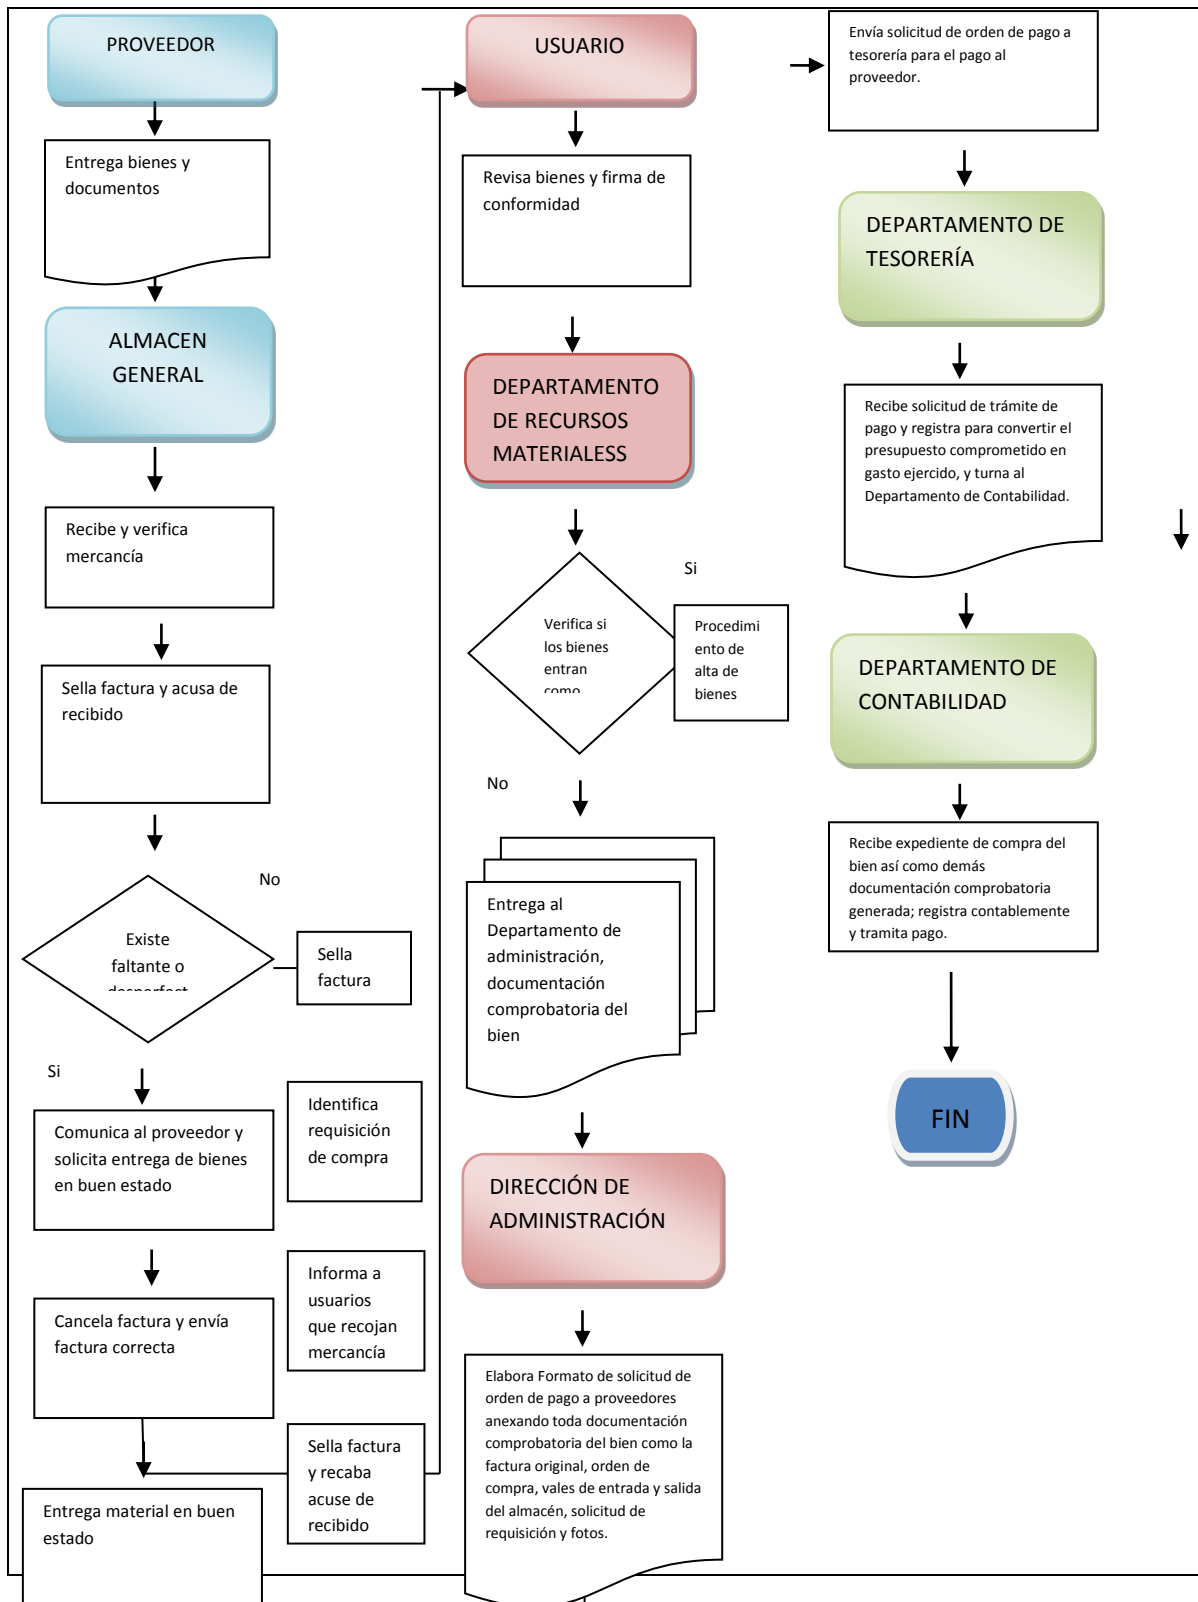 PROVEEDOR
Entrega bienes y
documentos
ALMACEN
GENERAL
Recibe y verifica
mercancía
Sella factura y acusa de
recibido
No
Existe
faltante o
Sella
factura
Si
Comunica al proveedor y
solicita entrega de bienes
en buen estado
Identifica
requisición
de compra
Cancela factura y envía
factura correcta
Informa a
usuarios
que recojan
mercancía
Sella factura
y recaba
acuse de
recibido
Entrega material en buen
estado
USUARIO
Revisa bienes y firma de
conformidad
DEPARTAMENTO
DE RECURSOS
MATERIALESS
Si
Verifica si
los bienes
entran
como
Procedimi
ento de
alta de
bienes
No
Entrega al
Departamento de
administración,
documentación
comprobatoria del
bien
DIRECCIÓN DE
ADMINISTRACIÓN
Elabora Formato de solicitud de
orden de pago a proveedores
anexando toda documentación
comprobatoria del bien como la
factura original, orden de
compra, vales de entrada y salida
del almacén, solicitud de
requisición y fotos.
Envía solicitud de orden de pago a
tesorería para el pago al
proveedor.
DEPARTAMENTO DE
TESORERÍA
Recibe solicitud de trámite de
pago y registra para convertir el
presupuesto comprometido en
gasto ejercido, y turna al
Departamento de Contabilidad.
DEPARTAMENTO DE
CONTABILIDAD
Recibe expediente de compra del
bien así como demás
documentación comprobatoria
generada; registra contablemente
y tramita pago.
FIN